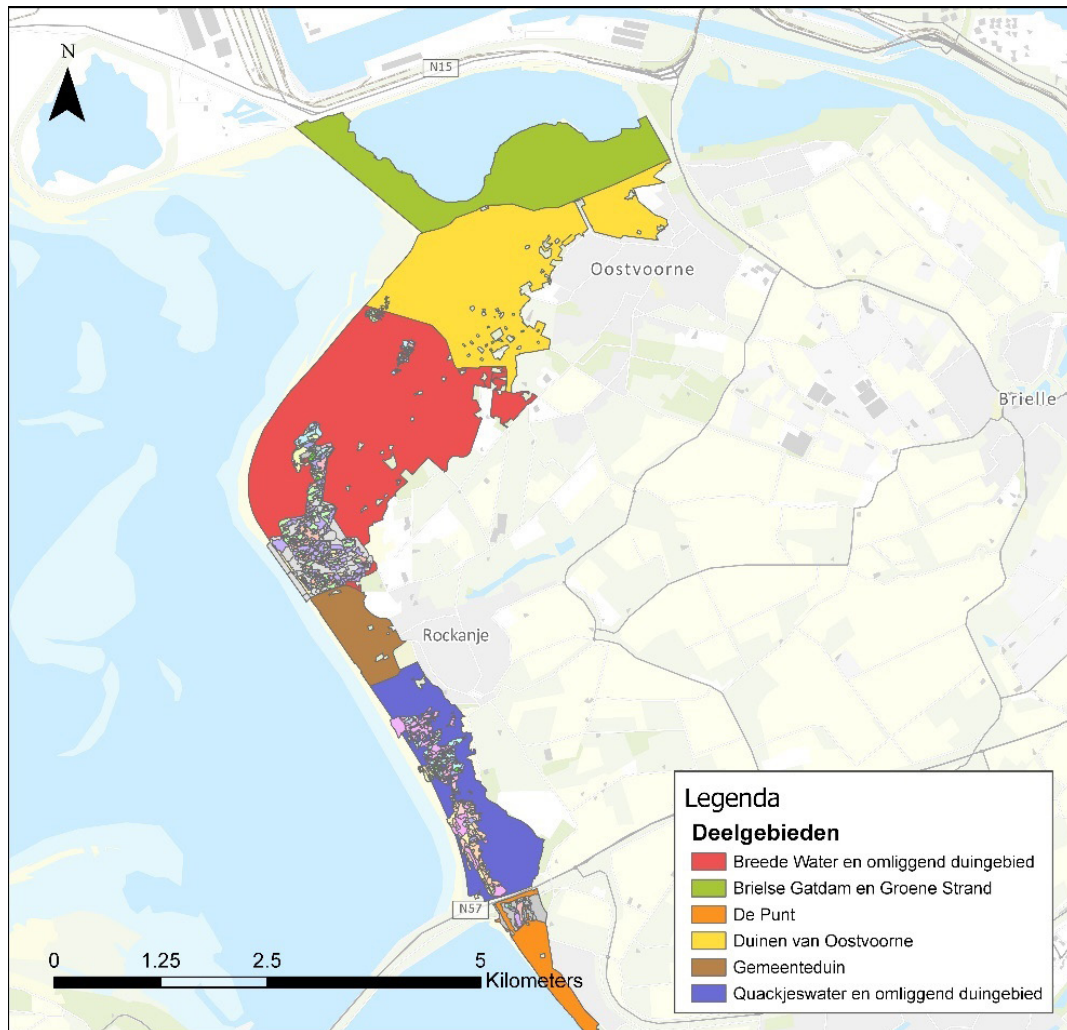 N
N15
Oostvoorne
Brielle
Rockanje
N57
0 1.25 2.5 5
Kilometers
Legenda
Deelgebieden
Breede Water en omliggend duingebied
Brielse Gatdam en Groene Strand
De Punt
Duinen van Oostvoorne
Gemeenteduin
Quackjeswater en omliggend duingebied